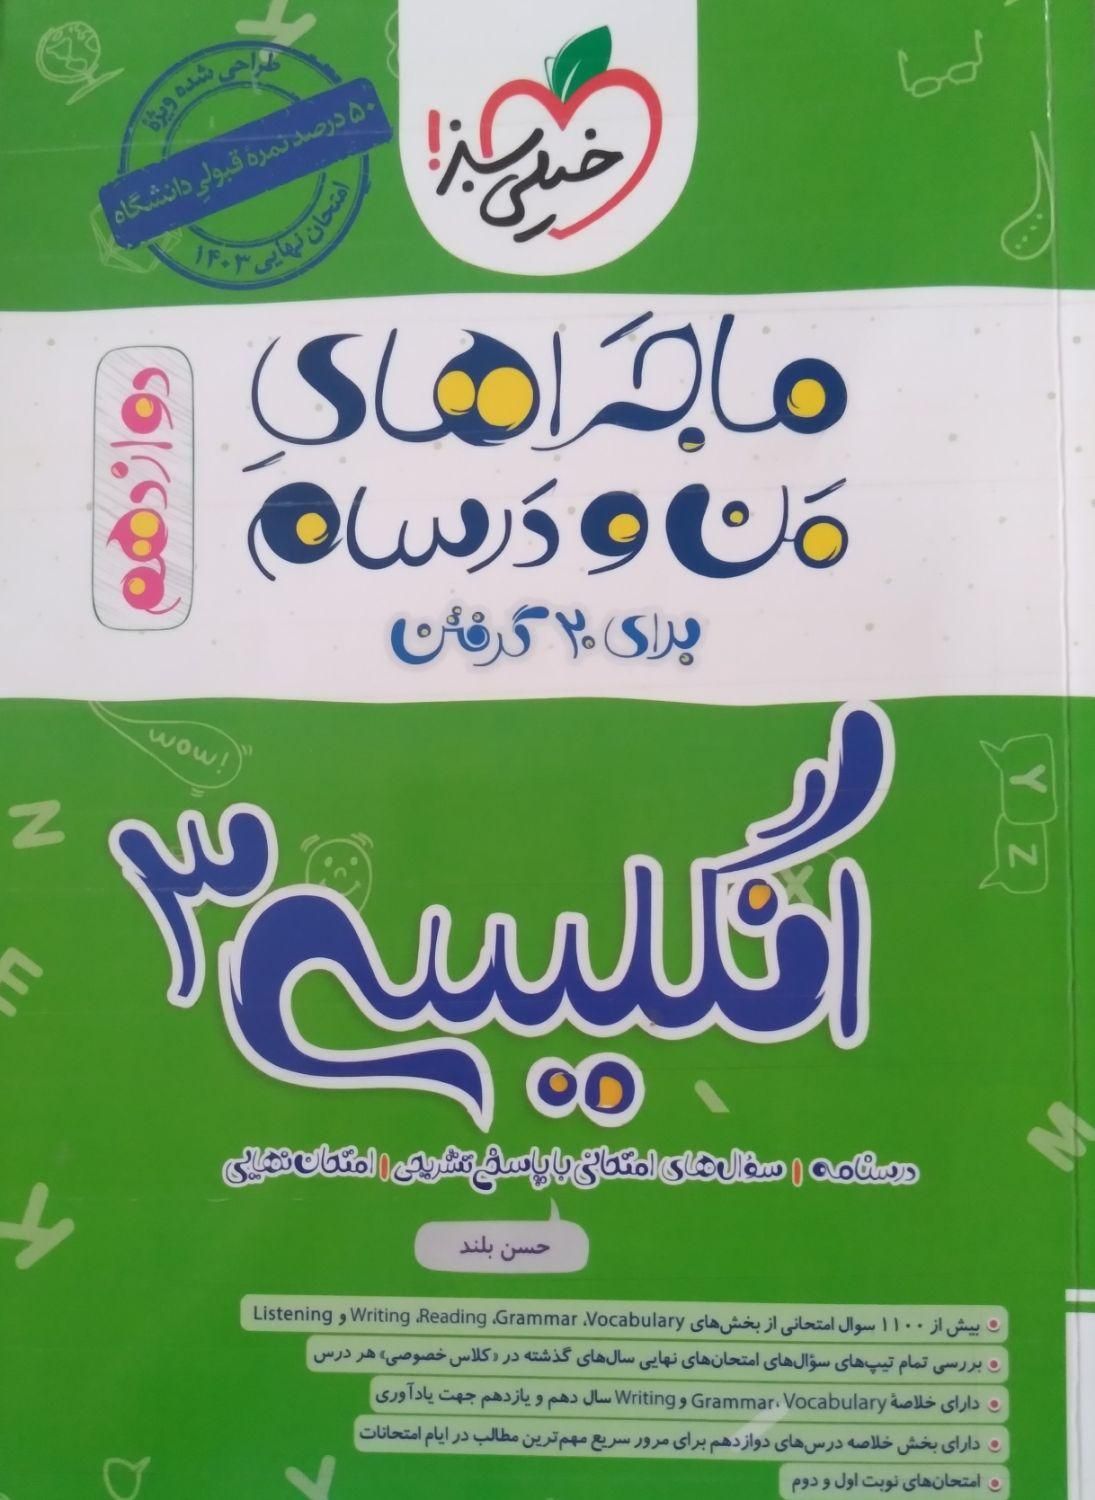 خیلی سبز!
طراحی شده ویژهٔ
۵۰ درصد نمرهٔ قبولی دانشگاه
امتحان نهایی ۱۴۰۳
ماجراهای
من و درسام
برای ۲۰ گرفتن
دوازدهم
wow!
انگلیسی ۳
درسنامه | سؤال‌های امتحانی با پاسخ تشریحی | امتحان نهایی
حسن بلند
بیش از ۱۱۰۰ سوال امتحانی از بخش‌های Vocabulary، Grammar، Reading، Writing و Listening
بررسی تمام تیپ‌های سؤال‌های امتحان‌های نهایی سال‌های گذشته در «کلاس خصوصی» هر درس
دارای خلاصهٔ Vocabulary، Grammar و Writing سال دهم و یازدهم جهت یادآوری
دارای بخش خلاصه درس‌های دوازدهم برای مرور سریع مهم‌ترین مطالب در ایام امتحانات
امتحان‌های نوبت اول و دوم